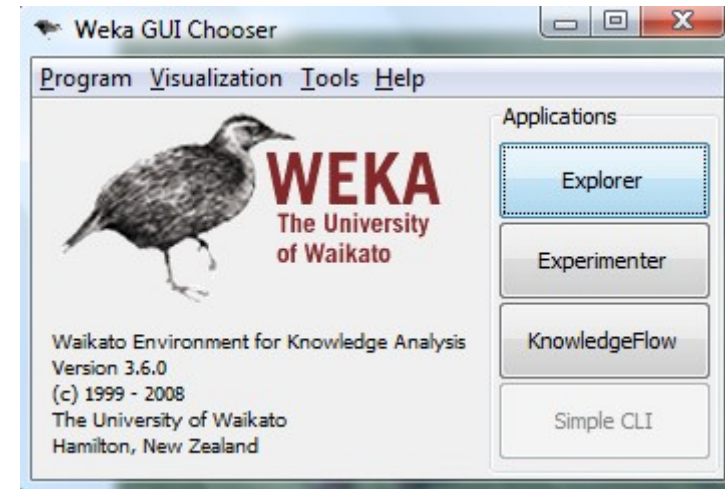 Weka GUI Chooser
Program Visualization Tools Help
WEKA
The University
of Waikato
Waikato Environment for Knowledge Analysis
Version 3.6.0
(c) 1999 - 2008
The University of Waikato
Hamilton, New Zealand
Applications
Explorer
Experimenter
KnowledgeFlow
Simple CLI